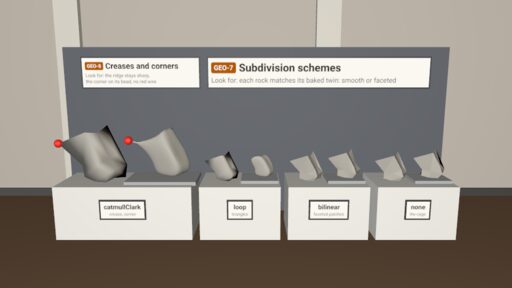 GEO-6 Creases and corners
Look for: the ridge stays sharp,
the corner on its bead, no red wire
GEO-7 Subdivision schemes
Look for: each rock matches its baked twin: smooth or faceted
catmullClark
crease, corner
loop
triangles
bilinear
faceted patches
none
the cage